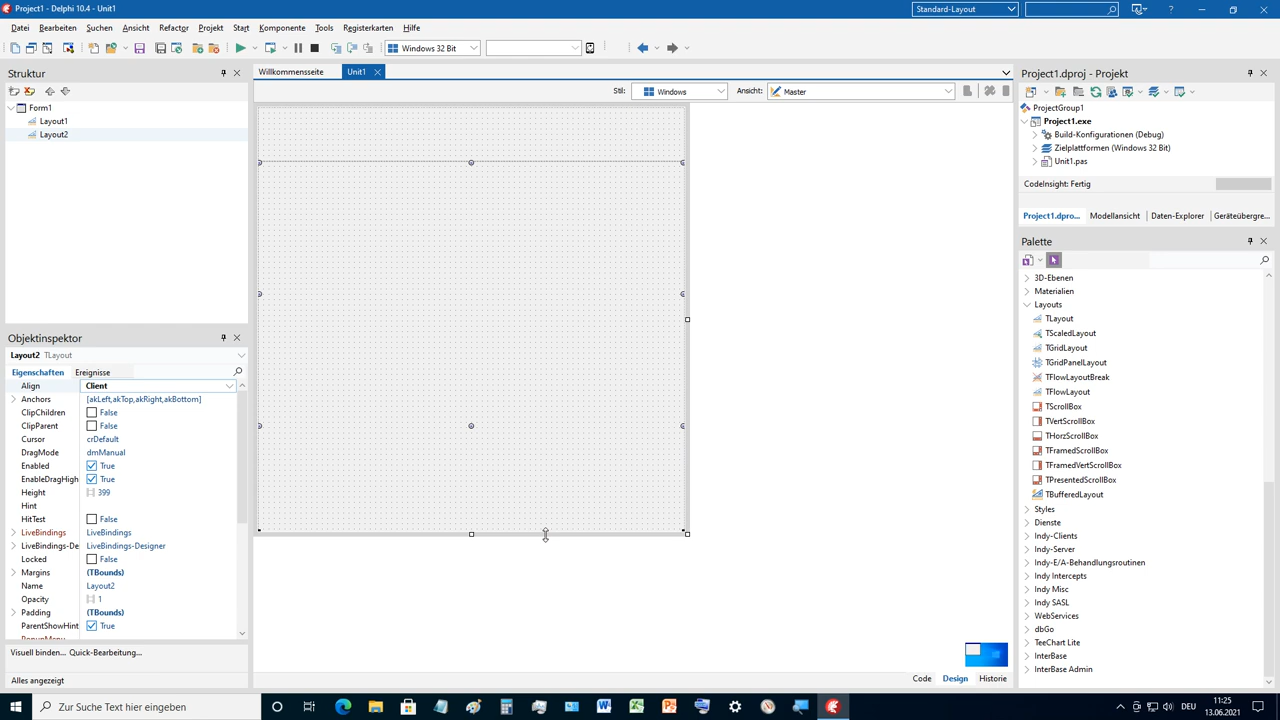 Project1 - Delphi 10.4 - Unit1
Standard-Layout
Datei Bearbeiten Suchen Ansicht Refactor Projekt Start Komponente Tools Registerkarten Hilfe
Windows 32 Bit
Struktur
Willkommensseite
Unit1
Stil:
Windows
Ansicht:
Master
Form1
Layout1
Layout2
Project1.dproj - Projekt
ProjectGroup1
Project1.exe
Build-Konfigurationen (Debug)
Zielplattformen (Windows 32 Bit)
Unit1.pas
CodeInsight: Fertig
Project1.dpro...
Modellansicht
Daten-Explorer
Geräteübergre...
Palette
3D-Ebenen
Materialien
Layouts
TLayout
TScaledLayout
TGridLayout
TGridPanelLayout
TFlowLayoutBreak
TFlowLayout
TScrollBox
TVertScrollBox
THorzScrollBox
TFramedScrollBox
TFramedVertScrollBox
TPresentedScrollBox
TBufferedLayout
Styles
Dienste
Indy-Clients
Indy-Server
Indy-E/A-Behandlungsroutinen
Indy Intercepts
Indy Misc
Indy SASL
WebServices
dbGo
TeeChart Lite
InterBase
InterBase Admin
Objektinspektor
Layout2 TLayout
Eigenschaften Ereignisse
Align Client
Anchors [akLeft,akTop,akRight,akBottom]
ClipChildren False
ClipParent False
Cursor crDefault
DragMode dmManual
Enabled True
EnableDragHigh True
Height 399
Hint
HitTest False
LiveBindings LiveBindings
LiveBindings-De LiveBindings-Designer
Locked False
Margins (TBounds)
Name Layout2
Opacity 1
Padding (TBounds)
ParentShowHint True
Visuell binden... Quick-Bearbeitung...
Alles angezeigt
Code Design Historie
Zur Suche Text hier eingeben
DEU
11:25
13.06.2021